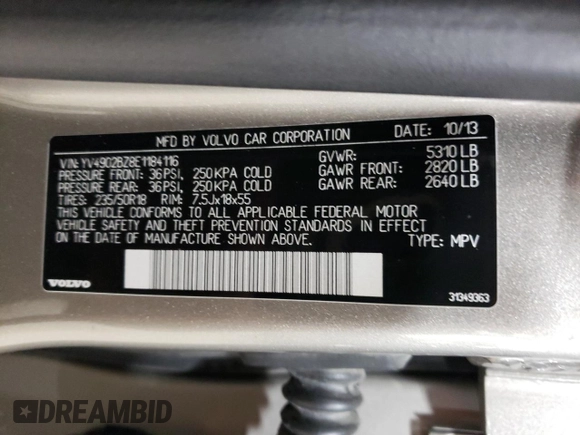 MFD BY VOLVO CAR CORPORATION DATE: 10/13
VIN: YV4902BZ8E1184116 GVWR: 5310 LB
PRESSURE FRONT: 36 PSI, 250 KPA COLD GAWR FRONT: 2820 LB
PRESSURE REAR: 36 PSI, 250 KPA COLD GAWR REAR: 2640 LB
TIRES: 235/50R18 RIM: 7.5Jx18x55
THIS VEHICLE CONFORMS TO ALL APPLICABLE FEDERAL MOTOR
VEHICLE SAFETY AND THEFT PREVENTION STANDARDS IN EFFECT
ON THE DATE OF MANUFACTURE SHOWN ABOVE. TYPE: MPV
VOLVO 31349363
DREAMBID